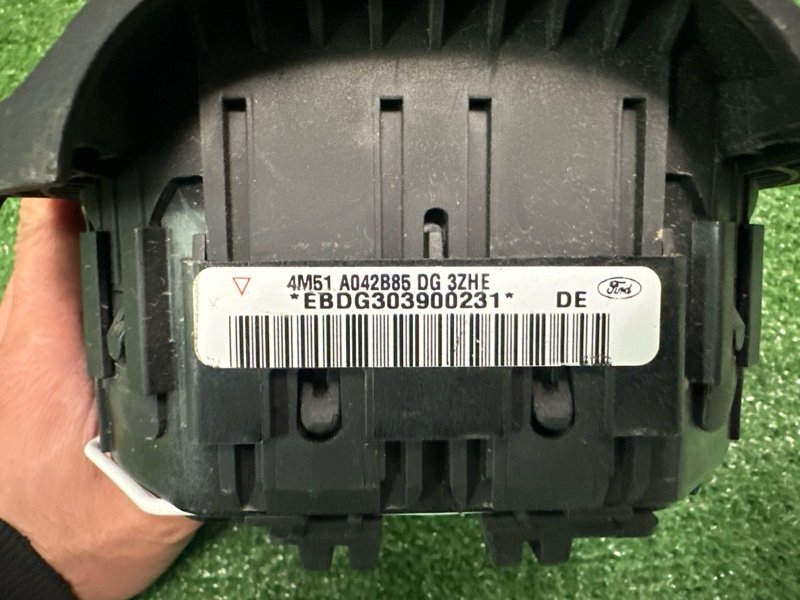 4M51 A042B85 DG 3ZHE
*EBDG303900231* DE Ford